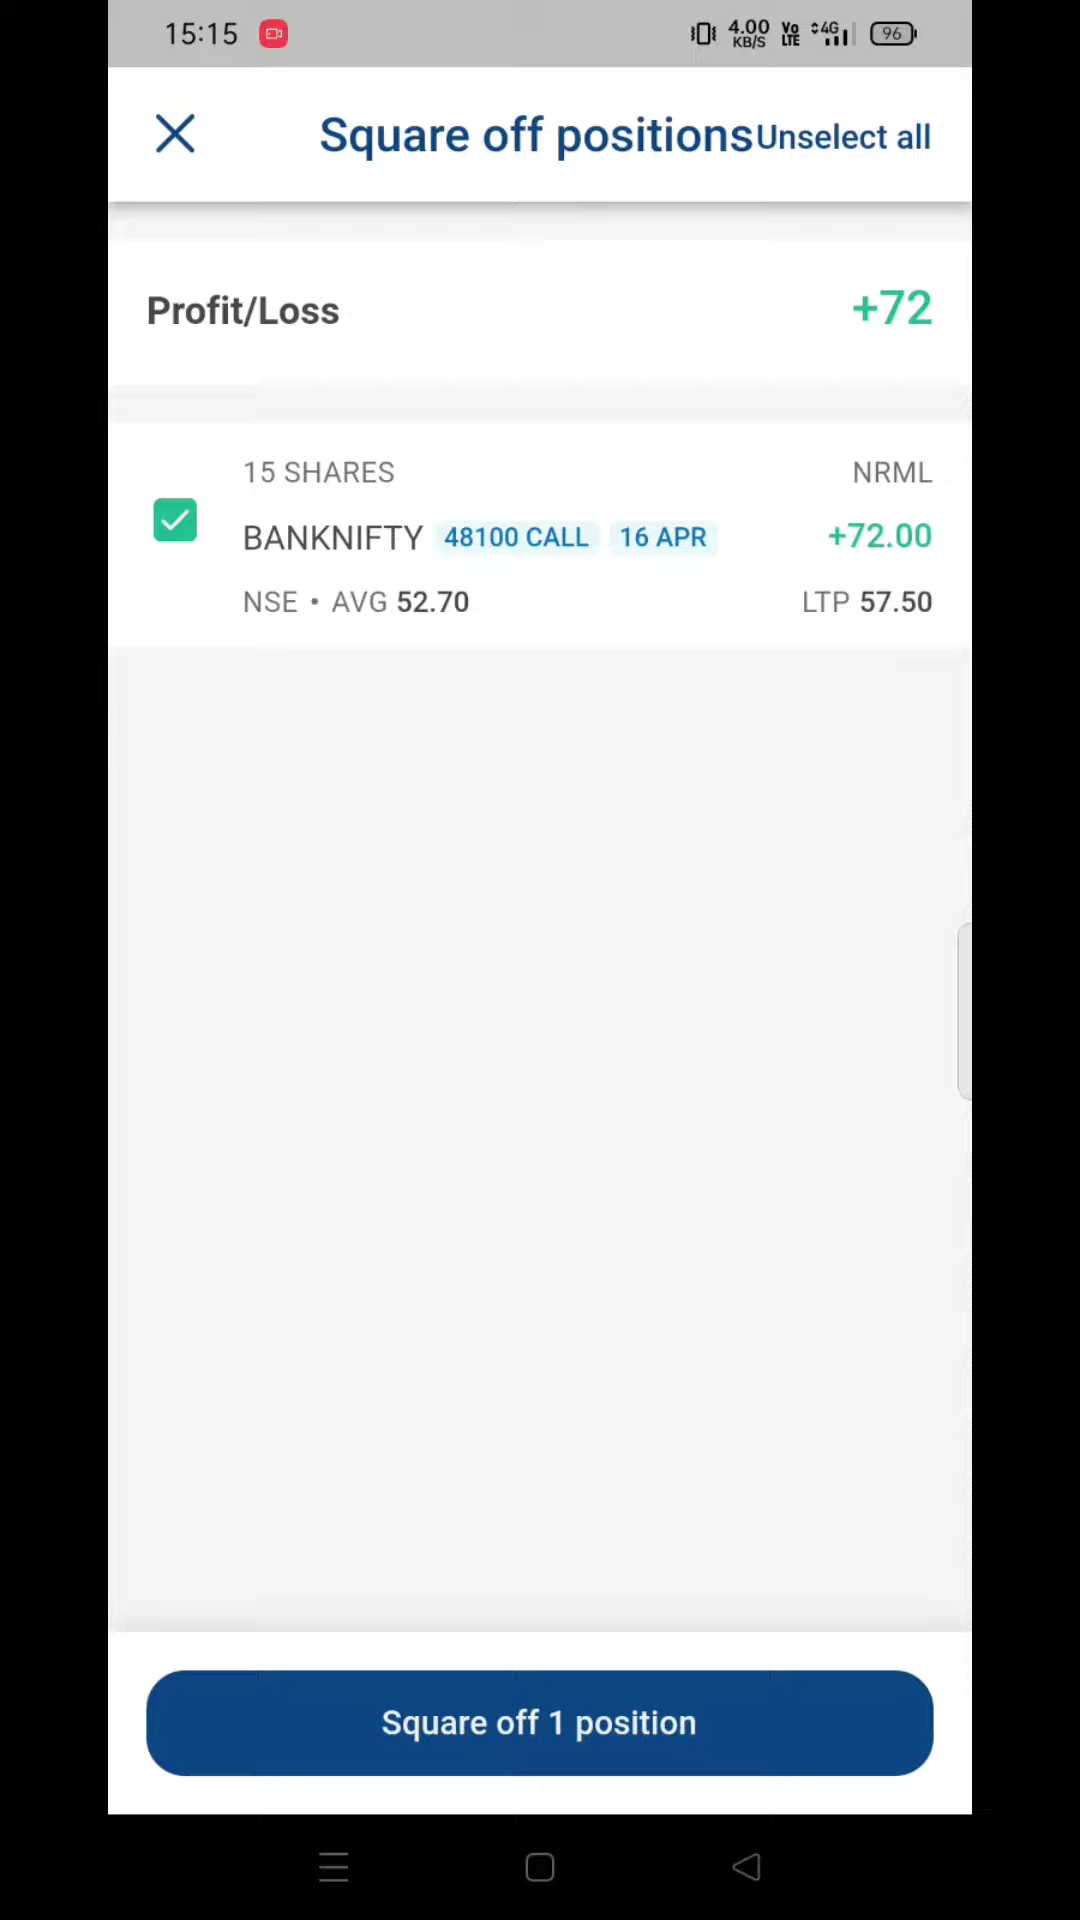 15:15 4.00 KB/S Vo LTE 4G 96
Square off positions Unselect all
Profit/Loss +72
15 SHARES NRML
BANKNIFTY 48100 CALL 16 APR +72.00
NSE • AVG 52.70 LTP 57.50
Square off 1 position